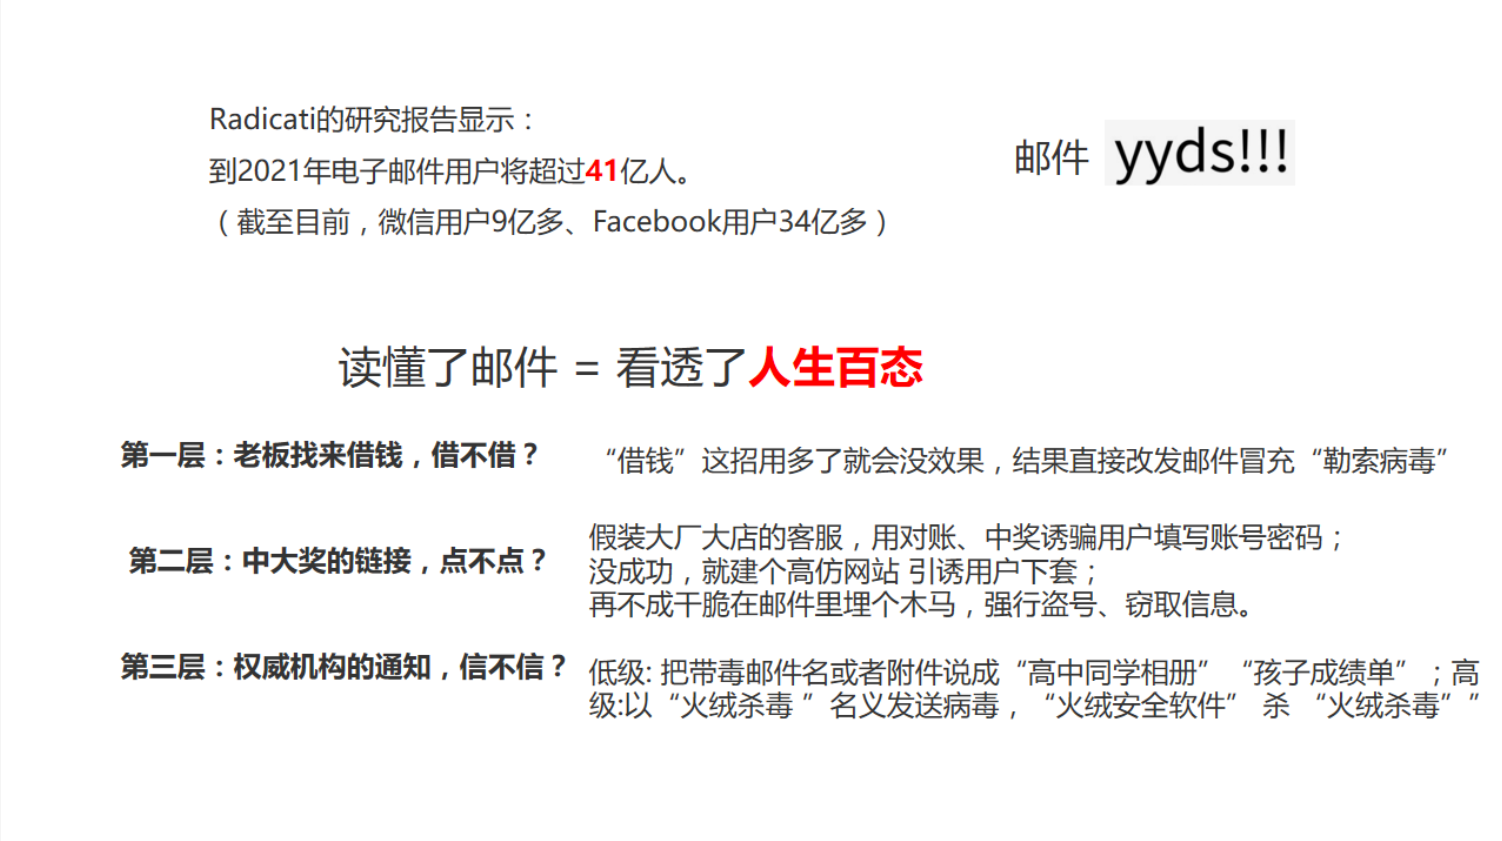 Radicati的研究报告显示：
到2021年电子邮件用户将超过41亿人。
（截至目前，微信用户9亿多、Facebook用户34亿多）
邮件 yyds!!!
读懂了邮件 = 看透了人生百态
第一层：老板找来借钱，借不借？
“借钱”这招用多了就会没效果，结果直接改发邮件冒充“勒索病毒”
第二层：中大奖的链接，点不点？
假装大厂大店的客服，用对账、中奖诱骗用户填写账号密码；
没成功，就建个高仿网站 引诱用户下套；
再不成干脆在邮件里埋个木马，强行盗号、窃取信息。
第三层：权威机构的通知，信不信？
低级: 把带毒邮件名或者附件说成“高中同学相册” “孩子成绩单”；高
级:以“火绒杀毒 ”名义发送病毒，“火绒安全软件” 杀 “火绒杀毒””